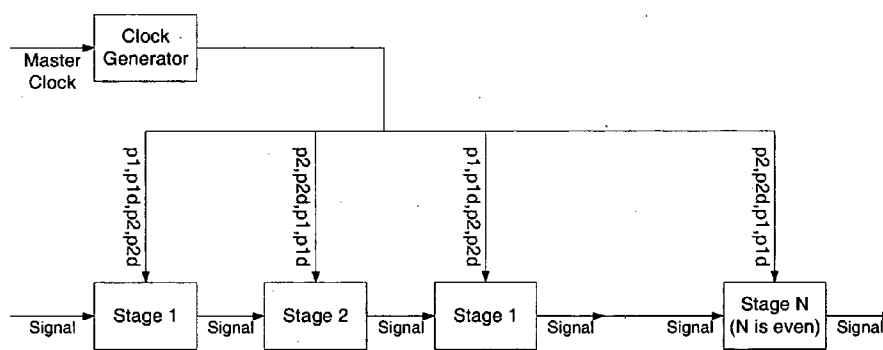 Clock
Generator
Master
Clock
p1,p1d,p2,p2d
p2,p2d,p1,p1d
p1,p1d,p2,p2d
p2,p2d,p1,p1d
Signal
Stage 1
Signal
Stage 2
Signal
Stage 1
Signal
Signal
Stage N
(N is even)
Signal